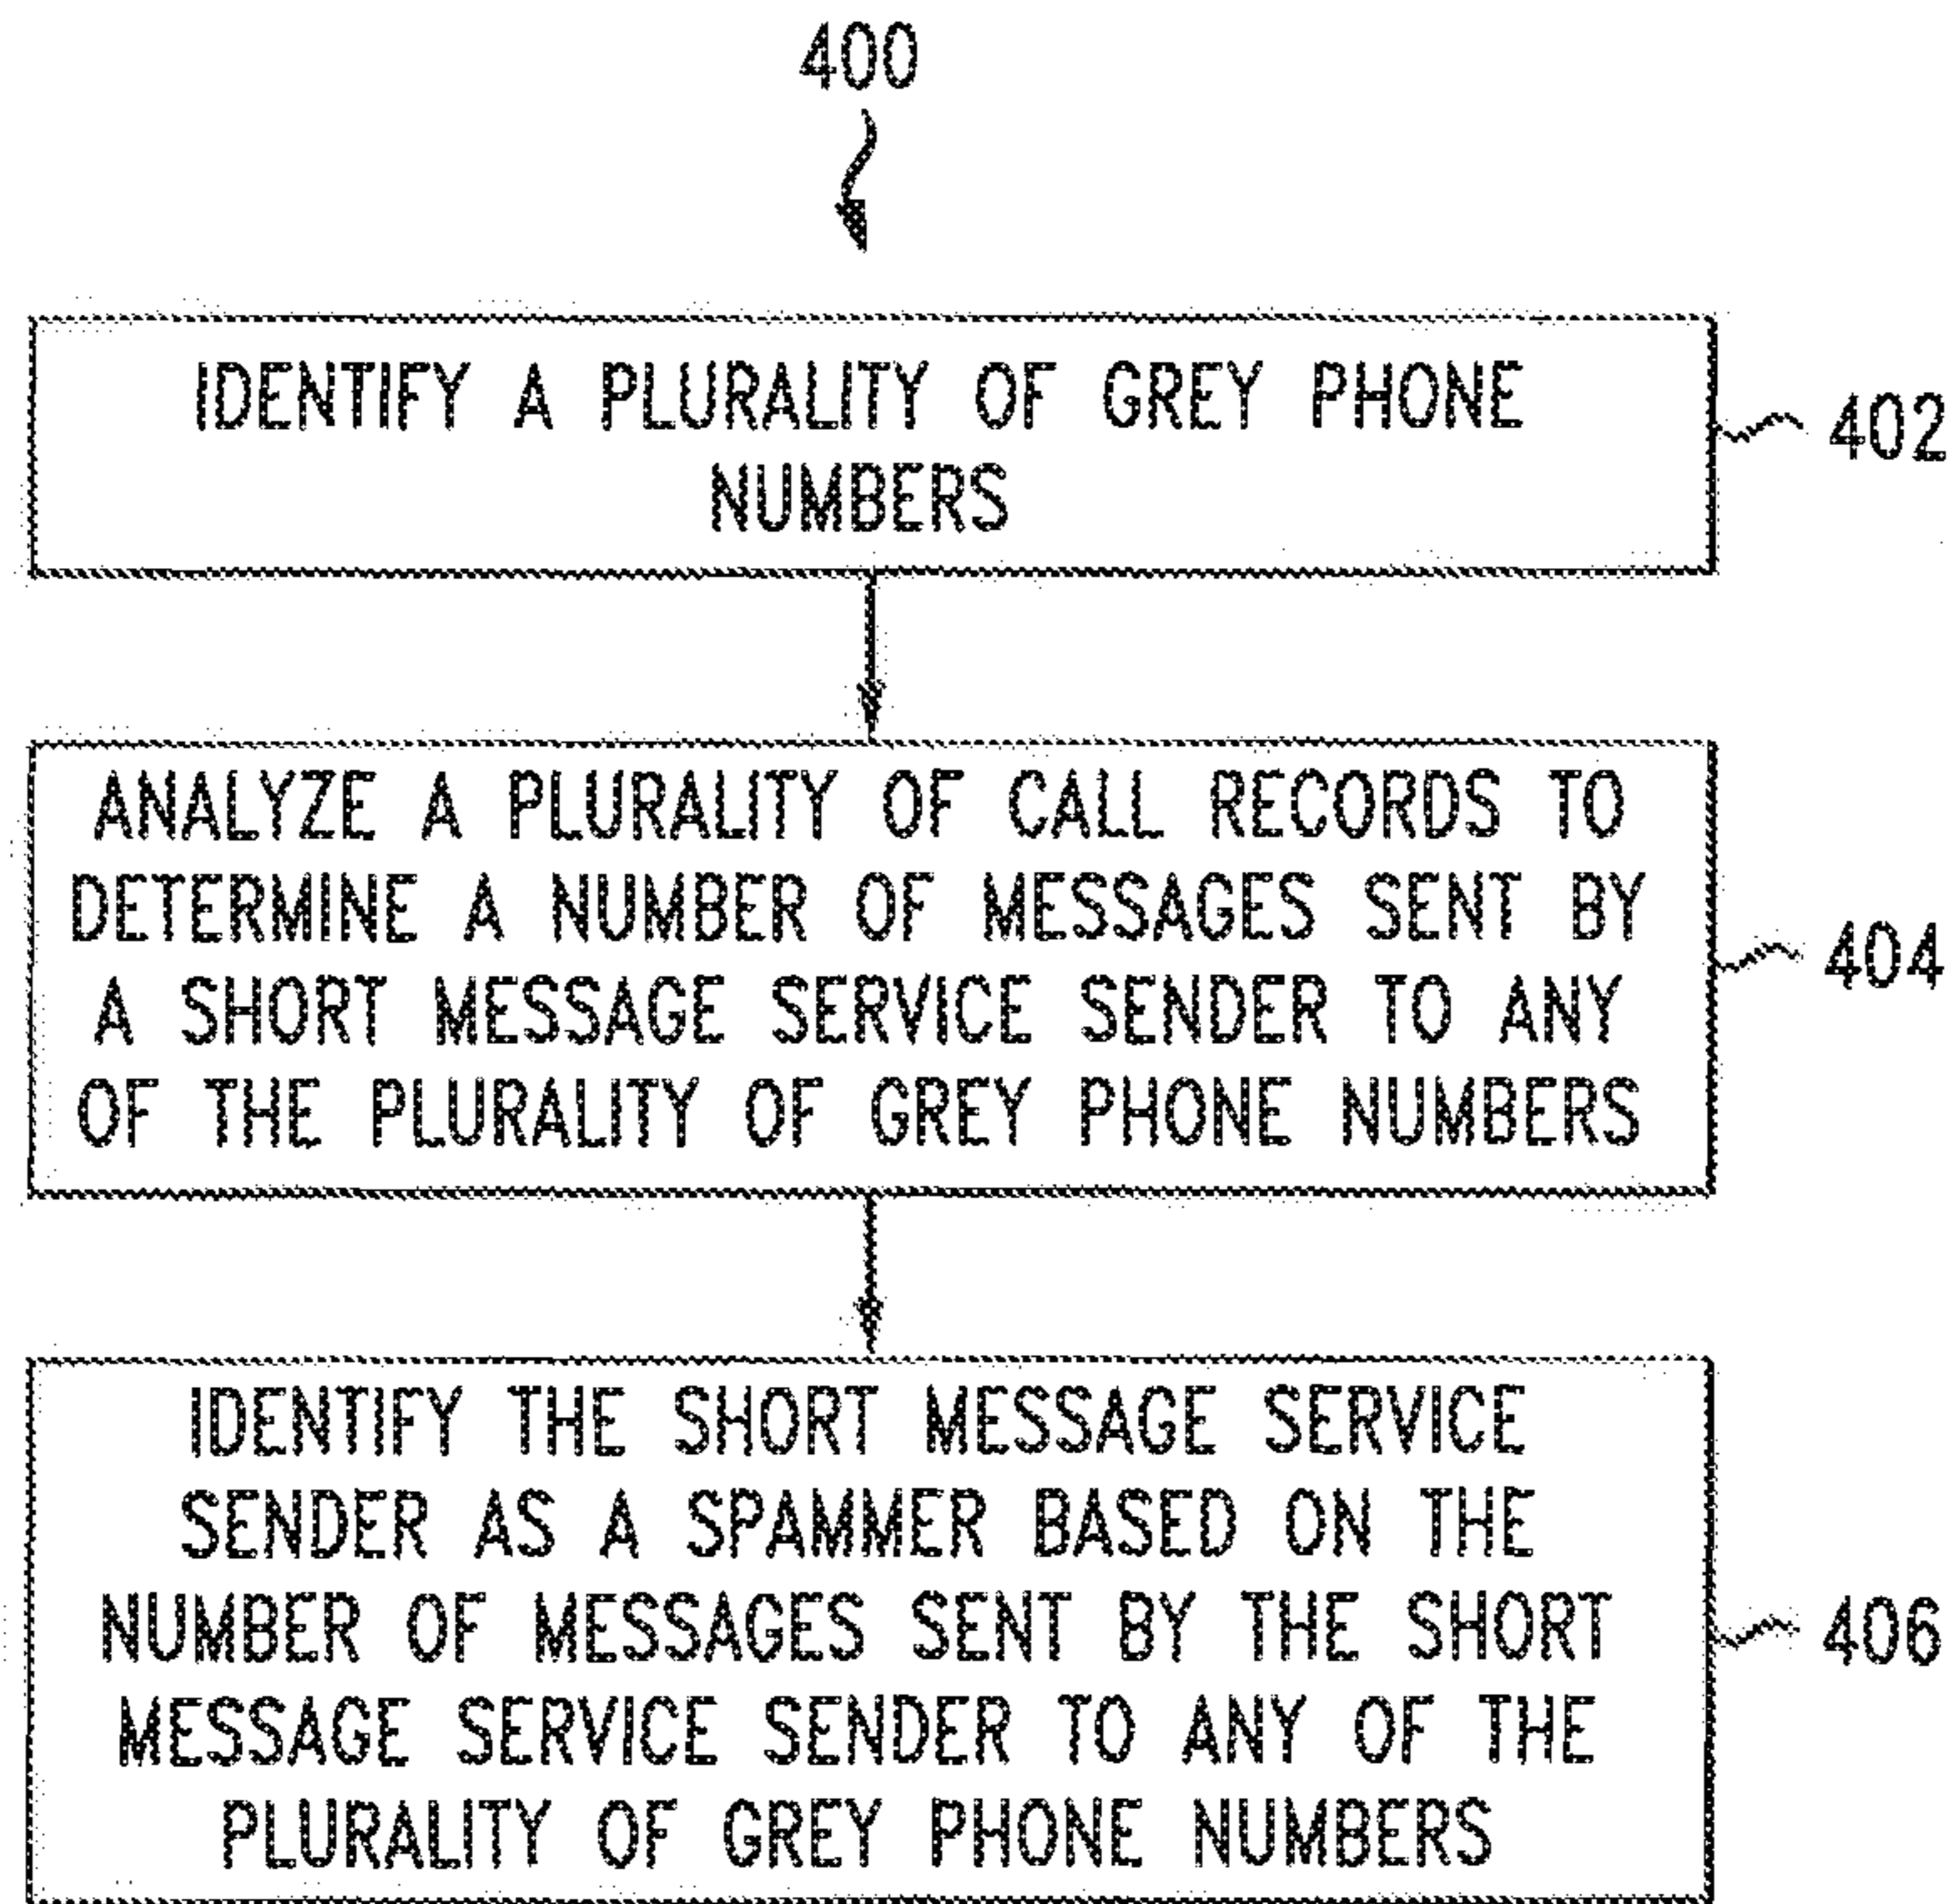 400
IDENTIFY A PLURALITY OF GREY PHONE
NUMBERS
402
ANALYZE A PLURALITY OF CALL RECORDS TO
DETERMINE A NUMBER OF MESSAGES SENT BY
A SHORT MESSAGE SERVICE SENDER TO ANY
OF THE PLURALITY OF GREY PHONE NUMBERS
404
IDENTIFY THE SHORT MESSAGE SERVICE
SENDER AS A SPAMMER BASED ON THE
NUMBER OF MESSAGES SENT BY THE SHORT
MESSAGE SERVICE SENDER TO ANY OF THE
PLURALITY OF GREY PHONE NUMBERS
406